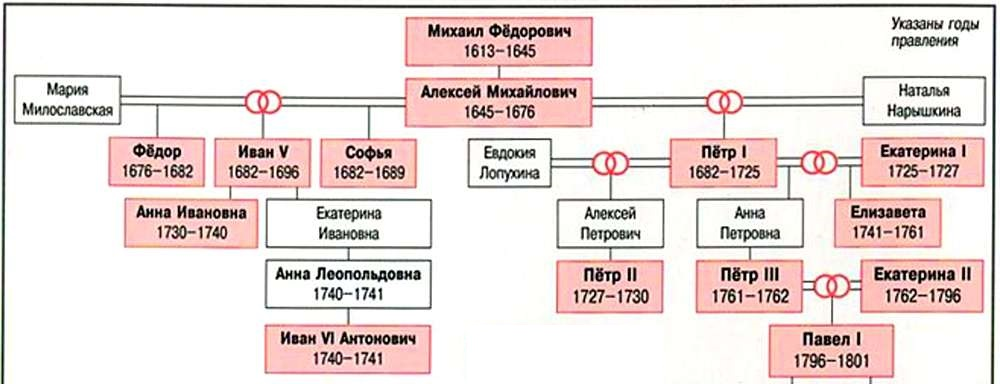 Михаил Фёдорович
1613–1645
Указаны годы
правления
Мария
Милославская
Алексей Михайлович
1645–1676
Наталья
Нарышкина
Фёдор
1676–1682
Иван V
1682–1696
Софья
1682–1689
Евдокия
Лопухина
Пётр I
1682–1725
Екатерина I
1725–1727
Анна Ивановна
1730–1740
Екатерина
Ивановна
Алексей
Петрович
Анна
Петровна
Елизавета
1741–1761
Анна Леопольдовна
1740–1741
Пётр II
1727–1730
Пётр III
1761–1762
Екатерина II
1762–1796
Иван VI Антонович
1740–1741
Павел I
1796–1801